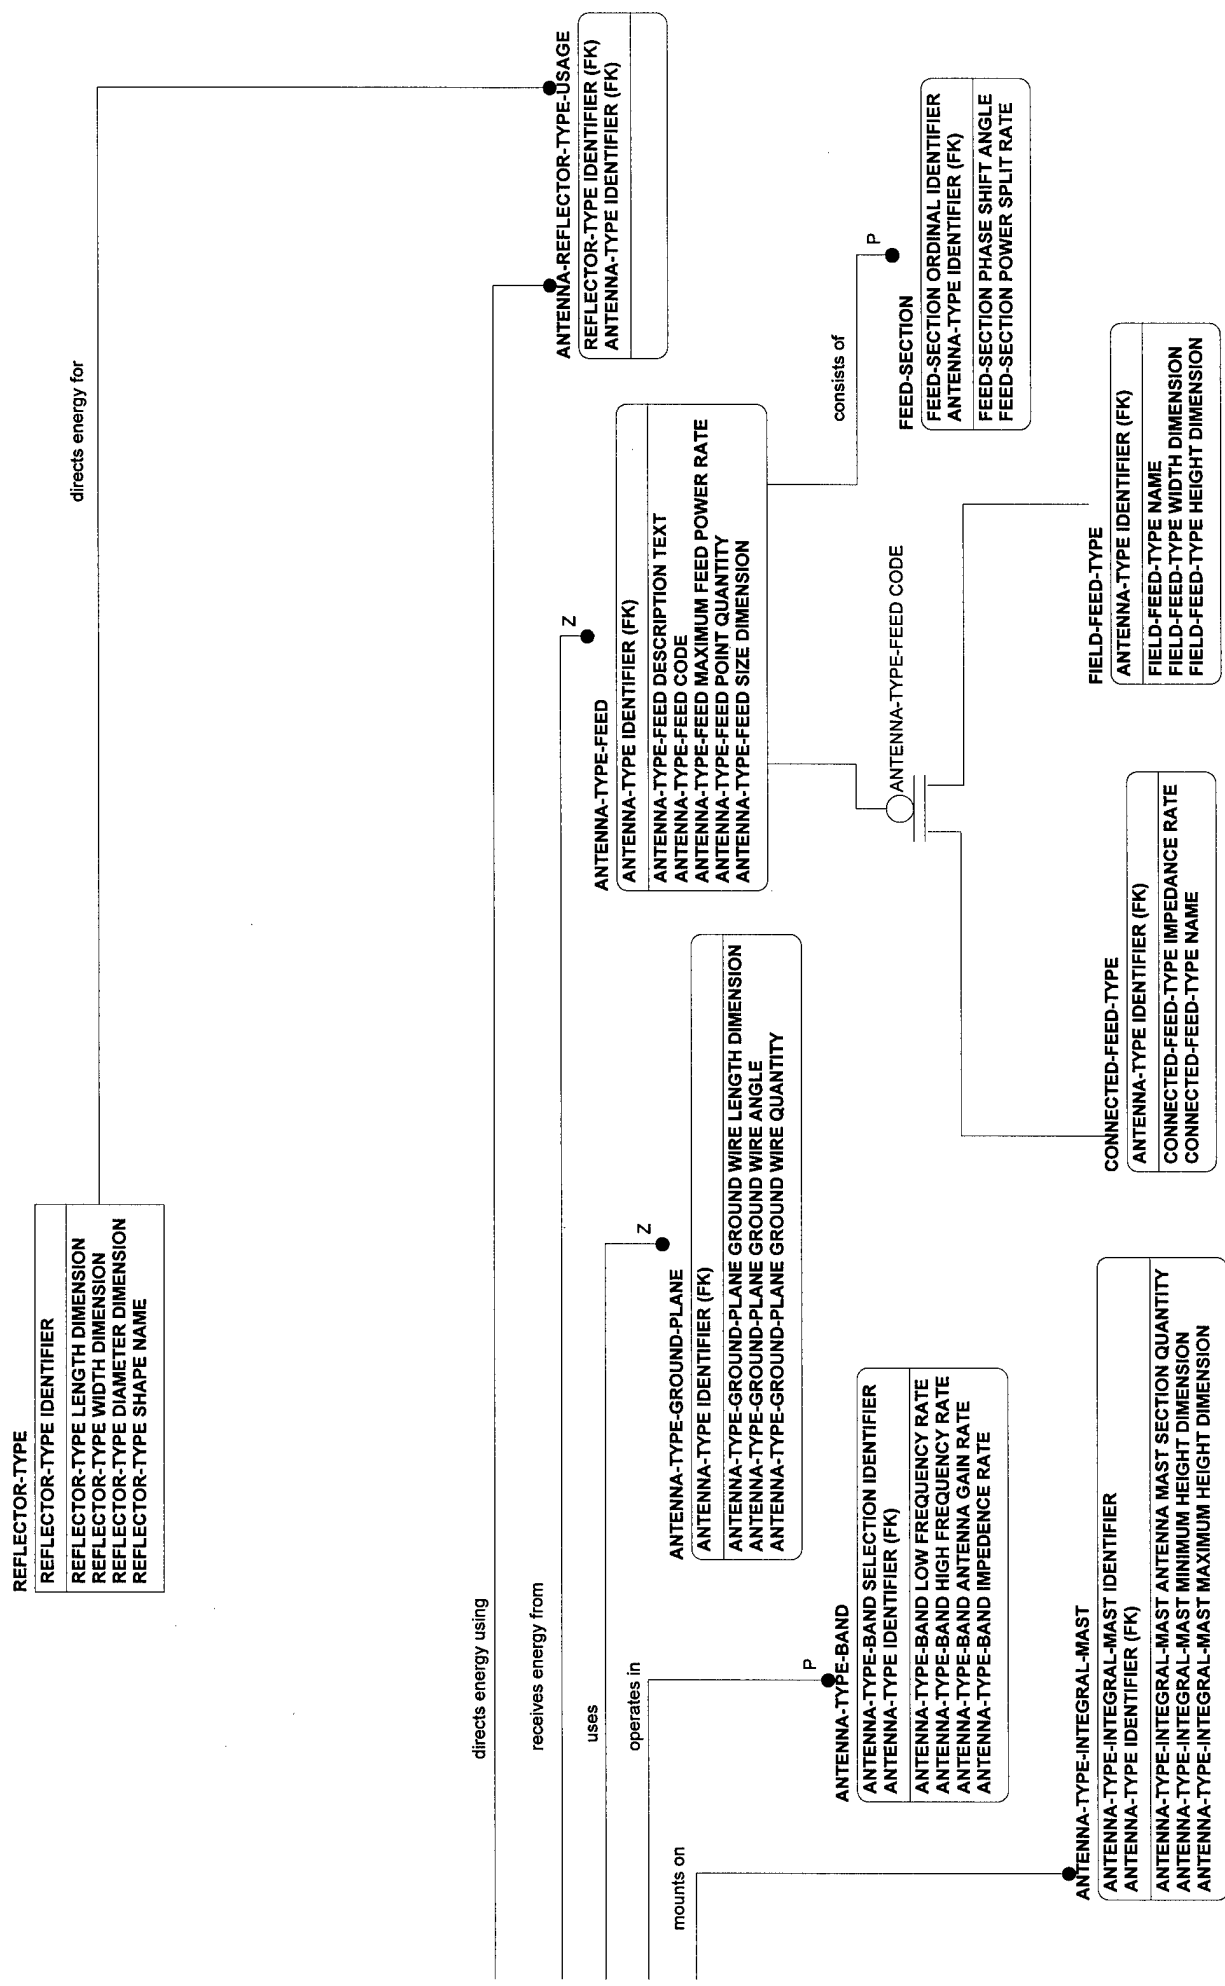 REFLECTOR-TYPE
REFLECTOR-TYPE IDENTIFIER
REFLECTOR-TYPE LENGTH DIMENSION
REFLECTOR-TYPE WIDTH DIMENSION
REFLECTOR-TYPE DIAMETER DIMENSION
REFLECTOR-TYPE SHAPE NAME
directs energy for
directs energy using
ANTENNA-REFLECTOR-TYPE-USAGE
REFLECTOR-TYPE IDENTIFIER (FK)
ANTENNA-TYPE IDENTIFIER (FK)
receives energy from
Z
ANTENNA-TYPE-FEED
ANTENNA-TYPE IDENTIFIER (FK)
ANTENNA-TYPE-FEED DESCRIPTION TEXT
ANTENNA-TYPE-FEED CODE
ANTENNA-TYPE-FEED MAXIMUM FEED POWER RATE
ANTENNA-TYPE-FEED POINT QUANTITY
ANTENNA-TYPE-FEED SIZE DIMENSION
uses
Z
ANTENNA-TYPE-GROUND-PLANE
ANTENNA-TYPE IDENTIFIER (FK)
ANTENNA-TYPE-GROUND-PLANE GROUND WIRE LENGTH DIMENSION
ANTENNA-TYPE-GROUND-PLANE GROUND WIRE ANGLE
ANTENNA-TYPE-GROUND-PLANE GROUND WIRE QUANTITY
operates in
P
ANTENNA-TYPE-BAND
ANTENNA-TYPE-BAND SELECTION IDENTIFIER
ANTENNA-TYPE IDENTIFIER (FK)
ANTENNA-TYPE-BAND LOW FREQUENCY RATE
ANTENNA-TYPE-BAND HIGH FREQUENCY RATE
ANTENNA-TYPE-BAND ANTENNA GAIN RATE
ANTENNA-TYPE-BAND IMPEDENCE RATE
consists of
P
FEED-SECTION
FEED-SECTION ORDINAL IDENTIFIER
ANTENNA-TYPE IDENTIFIER (FK)
FEED-SECTION PHASE SHIFT ANGLE
FEED-SECTION POWER SPLIT RATE
ANTENNA-TYPE-FEED CODE
mounts on
ANTENNA-TYPE-INTEGRAL-MAST
ANTENNA-TYPE-INTEGRAL-MAST IDENTIFIER
ANTENNA-TYPE IDENTIFIER (FK)
ANTENNA-TYPE-INTEGRAL-MAST ANTENNA MAST SECTION QUANTITY
ANTENNA-TYPE-INTEGRAL-MAST MINIMUM HEIGHT DIMENSION
ANTENNA-TYPE-INTEGRAL-MAST MAXIMUM HEIGHT DIMENSION
CONNECTED-FEED-TYPE
ANTENNA-TYPE IDENTIFIER (FK)
CONNECTED-FEED-TYPE IMPEDANCE RATE
CONNECTED-FEED-TYPE NAME
FIELD-FEED-TYPE
ANTENNA-TYPE IDENTIFIER (FK)
FIELD-FEED-TYPE NAME
FIELD-FEED-TYPE WIDTH DIMENSION
FIELD-FEED-TYPE HEIGHT DIMENSION